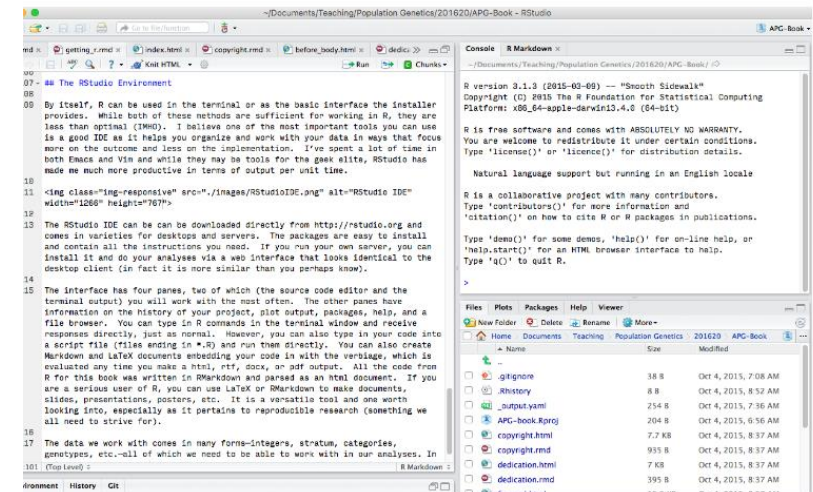 ~/Documents/Teaching/Population Genetics/201620/APG-Book - RStudio
Go to file/function
APG-Book
md
getting_r.rmd
index.html
copyright.rmd
before_body.html
dedic
Knit HTML
Run
Chunks
07
## The RStudio Environment
08
09 By itself, R can be used in the terminal or as the basic interface the installer
provides. While both of these methods are sufficient for working in R, they are
less than optimal (IMHO). I believe one of the most important tools you can use
is a good IDE as it helps you organize and work with your data in ways that focus
more on the outcome and less on the implementation. I've spent a lot of time in
both Emacs and Vim and while they may be tools for the geek elite, RStudio has
made me much more productive in terms of output per unit time.
10
11 <img class="img-responsive" src="./images/RStudioIDE.png" alt="RStudio IDE"
width="1266" height="767">
12
13 The RStudio IDE can be can be downloaded directly from http://rstudio.org and
comes in varieties for desktops and servers. The packages are easy to install
and contain all the instructions you need. If you run your own server, you can
install it and do your analyses via a web interface that looks identical to the
desktop client (in fact it is more similar than you perhaps know).
14
15 The interface has four panes, two of which (the source code editor and the
terminal output) you will work with the most often. The other panes have
information on the history of your project, plot output, packages, help, and a
file browser. You can type in R commands in the terminal window and receive
responses directly, just as normal. However, you can also type in your code into
a script file (files ending in *.R) and run them directly. You can also create
Markdown and LaTeX documents embedding your code in with the verbiage, which is
evaluated any time you make a html, rtf, docx, or pdf output. All the code from
R for this book was written in RMarkdown and parsed as an html document. If you
are a serious user of R, you can use LaTeX or RMarkdown to make documents,
slides, presentations, posters, etc. It is a versatile tool and one worth
looking into, especially as it pertains to reproducible research (something we
all need to strive for).
16
17 The data we work with comes in many forms—integers, stratum, categories,
genotypes, etc.—all of which we need to be able to work with in our analyses. In
101 (Top Level)
R Markdown
ironment History Git
Console R Markdown
~/Documents/Teaching/Population Genetics/201620/APG-Book/
R version 3.1.3 (2015-03-09) -- "Smooth Sidewalk"
Copyright (C) 2015 The R Foundation for Statistical Computing
Platform: x86_64-apple-darwin13.4.0 (64-bit)
R is free software and comes with ABSOLUTELY NO WARRANTY.
You are welcome to redistribute it under certain conditions.
Type 'license()' or 'licence()' for distribution details.
Natural language support but running in an English locale
R is a collaborative project with many contributors.
Type 'contributors()' for more information and
'citation()' on how to cite R or R packages in publications.
Type 'demo()' for some demos, 'help()' for on-line help, or
'help.start()' for an HTML browser interface to help.
Type 'q()' to quit R.
>
Files Plots Packages Help Viewer
New Folder Delete Rename More
Home Documents Teaching Population Genetics 201620 APG-Book
Name Size Modified
..
.gitignore 38 B Oct 4, 2015, 7:08 AM
.Rhistory 8 B Oct 4, 2015, 8:52 AM
_output.yaml 254 B Oct 4, 2015, 7:36 AM
APG-book.Rproj 204 B Oct 4, 2015, 6:56 AM
copyright.html 7.7 KB Oct 4, 2015, 8:37 AM
copyright.rmd 935 B Oct 4, 2015, 8:37 AM
dedication.html 7 KB Oct 4, 2015, 8:37 AM
dedication.rmd 395 B Oct 4, 2015, 8:37 AM